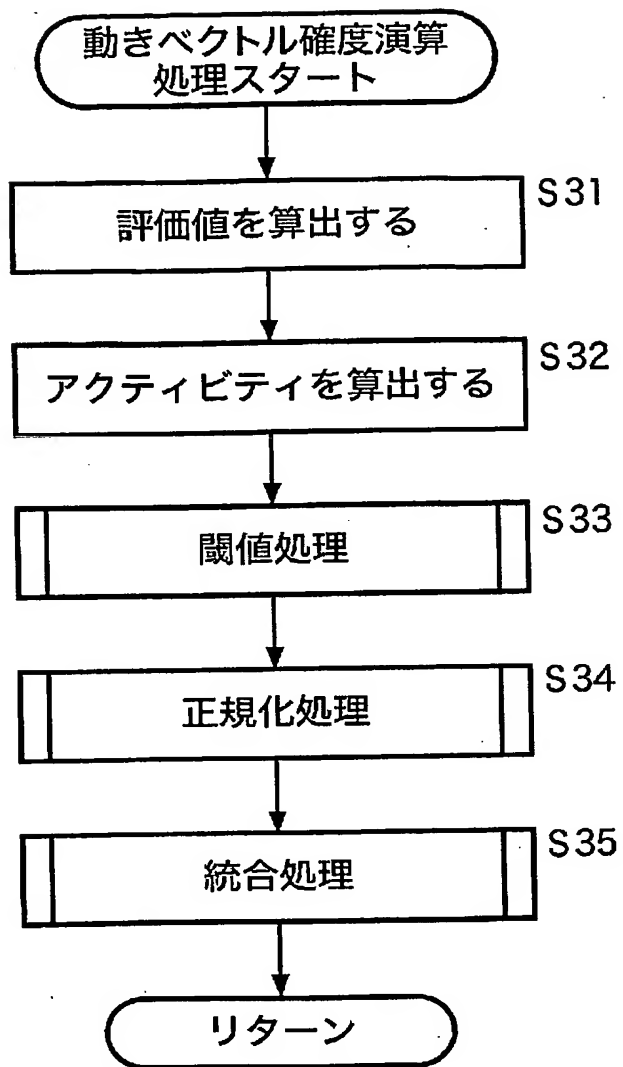 動きベクトル確度演算
処理スタート
S31
評価値を算出する
S32
アクティビティを算出する
S33
閾値処理
S34
正規化処理
S35
統合処理
リターン